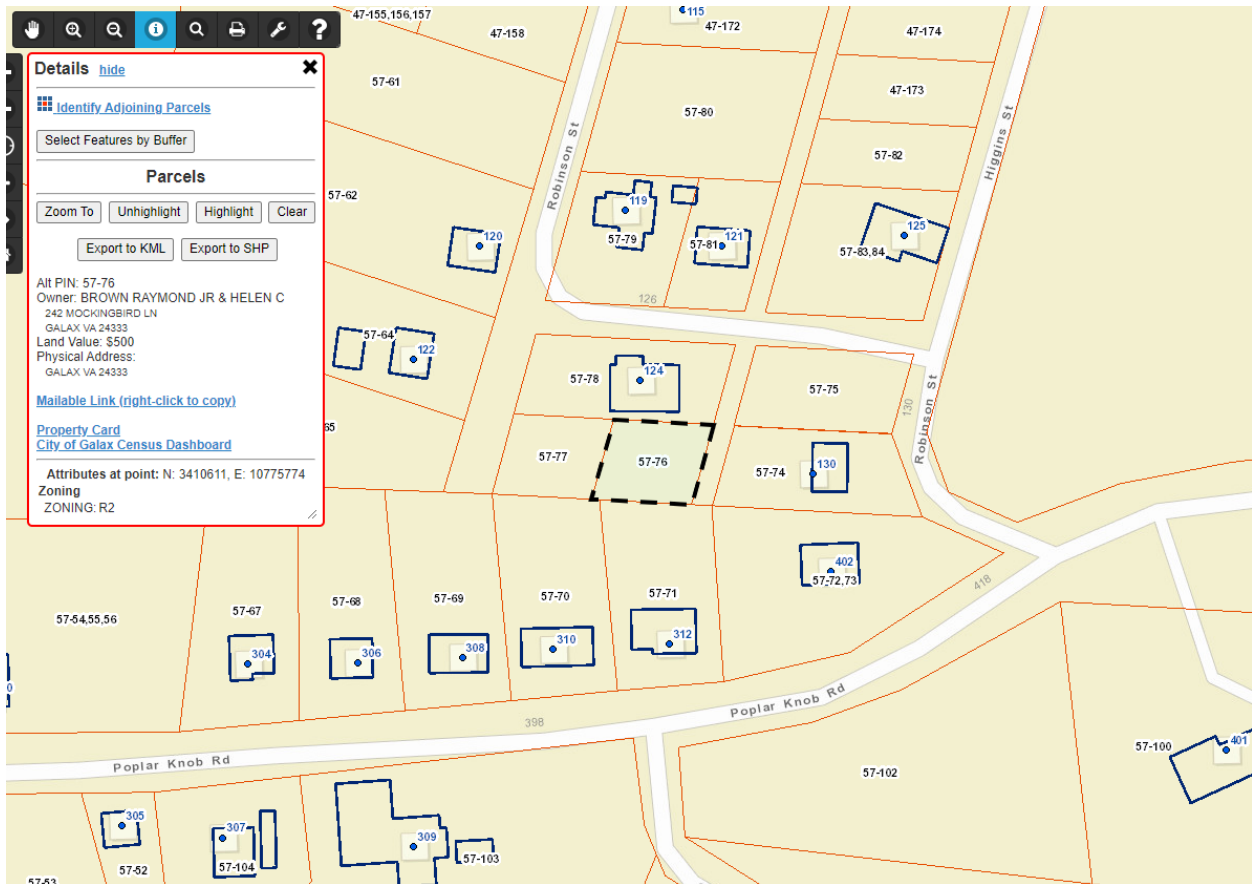 47-155,156,157
47-158
115
47-172
47-174
57-61
57-80
47-173
57-82
57-62
Robinson St
Higgins St
119
57-79
57-81
121
125
57-83,84
120
126
57-64
122
57-78
124
57-75
130
65
57-77
57-76
57-74
130
Robinson St
402
57-72,73
418
57-54,55,56
57-67
57-68
57-69
57-70
57-71
304
306
308
310
312
0
398
Poplar Knob Rd
Poplar Knob Rd
57-100
401
57-102
305
307
309
57-52
57-104
57-103
57-53
Details hide
Identify Adjoining Parcels
Select Features by Buffer
Parcels
Zoom To Unhighlight Highlight Clear
Export to KML Export to SHP
Alt PIN: 57-76
Owner: BROWN RAYMOND JR & HELEN C
242 MOCKINGBIRD LN
GALAX VA 24333
Land Value: $500
Physical Address:
GALAX VA 24333
Mailable Link (right-click to copy)
Property Card
City of Galax Census Dashboard
Attributes at point: N: 3410611, E: 10775774
Zoning
ZONING: R2